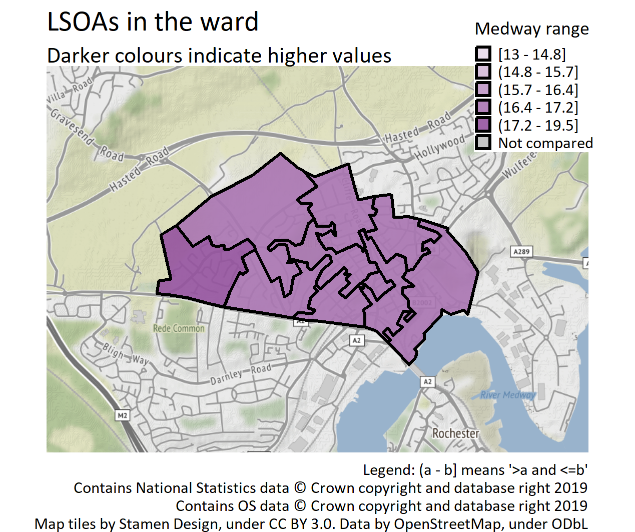 LSOAs in the ward
Darker colours indicate higher values
Medway range
[13 - 14.8]
(14.8 - 15.7]
(15.7 - 16.4]
(16.4 - 17.2]
(17.2 - 19.5]
Not compared
Villa Road
Gravesend Road
Hasted Road
Hasted Road
Hollywood
Wulfere
A289
Rede Common
A2
A2
Bligh Way
Darnley Road
A2
River Medway
M2
Rochester
Legend: (a - b] means '>a and <=b'
Contains National Statistics data © Crown copyright and database right 2019
Contains OS data © Crown copyright and database right 2019
Map tiles by Stamen Design, under CC BY 3.0. Data by OpenStreetMap, under ODbL